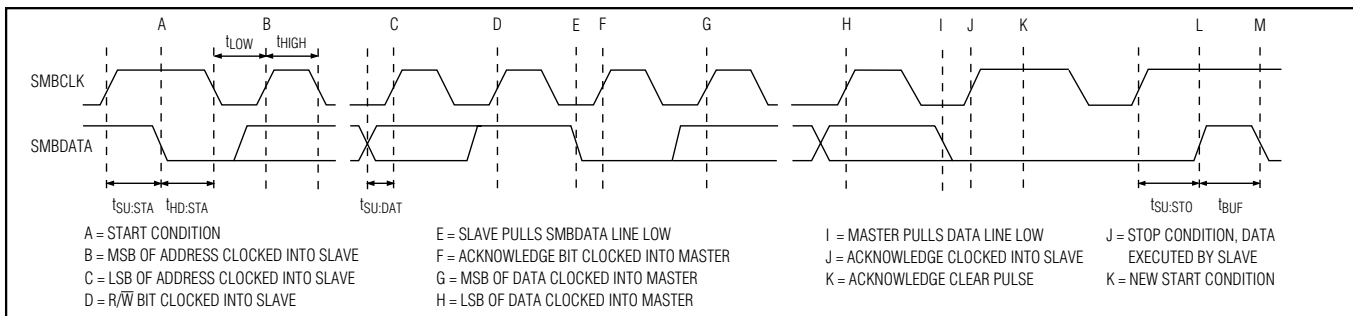 A B C D E F G H I J K L M
tLOW tHIGH
SMBCLK
SMBDATA
tSU:STA tHD:STA tSU:DAT tSU:STO tBUF
A = START CONDITION
B = MSB OF ADDRESS CLOCKED INTO SLAVE
C = LSB OF ADDRESS CLOCKED INTO SLAVE
D = R/W̅ BIT CLOCKED INTO SLAVE
E = SLAVE PULLS SMBDATA LINE LOW
F = ACKNOWLEDGE BIT CLOCKED INTO MASTER
G = MSB OF DATA CLOCKED INTO MASTER
H = LSB OF DATA CLOCKED INTO MASTER
I = MASTER PULLS DATA LINE LOW
J = ACKNOWLEDGE CLOCKED INTO SLAVE
K = ACKNOWLEDGE CLEAR PULSE
J = STOP CONDITION, DATA
EXECUTED BY SLAVE
K = NEW START CONDITION